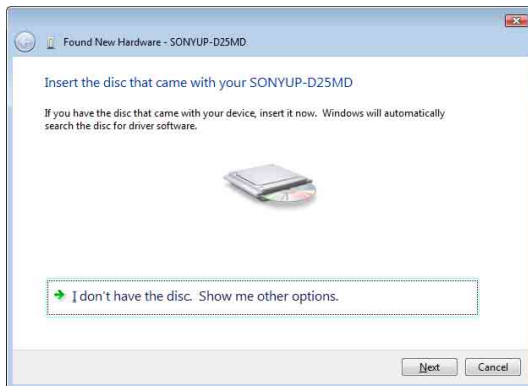 Found New Hardware - SONYUP-D25MD
Insert the disc that came with your SONYUP-D25MD
If you have the disc that came with your device, insert it now.  Windows will automatically
search the disc for driver software.
I don't have the disc.  Show me other options.
Next Cancel